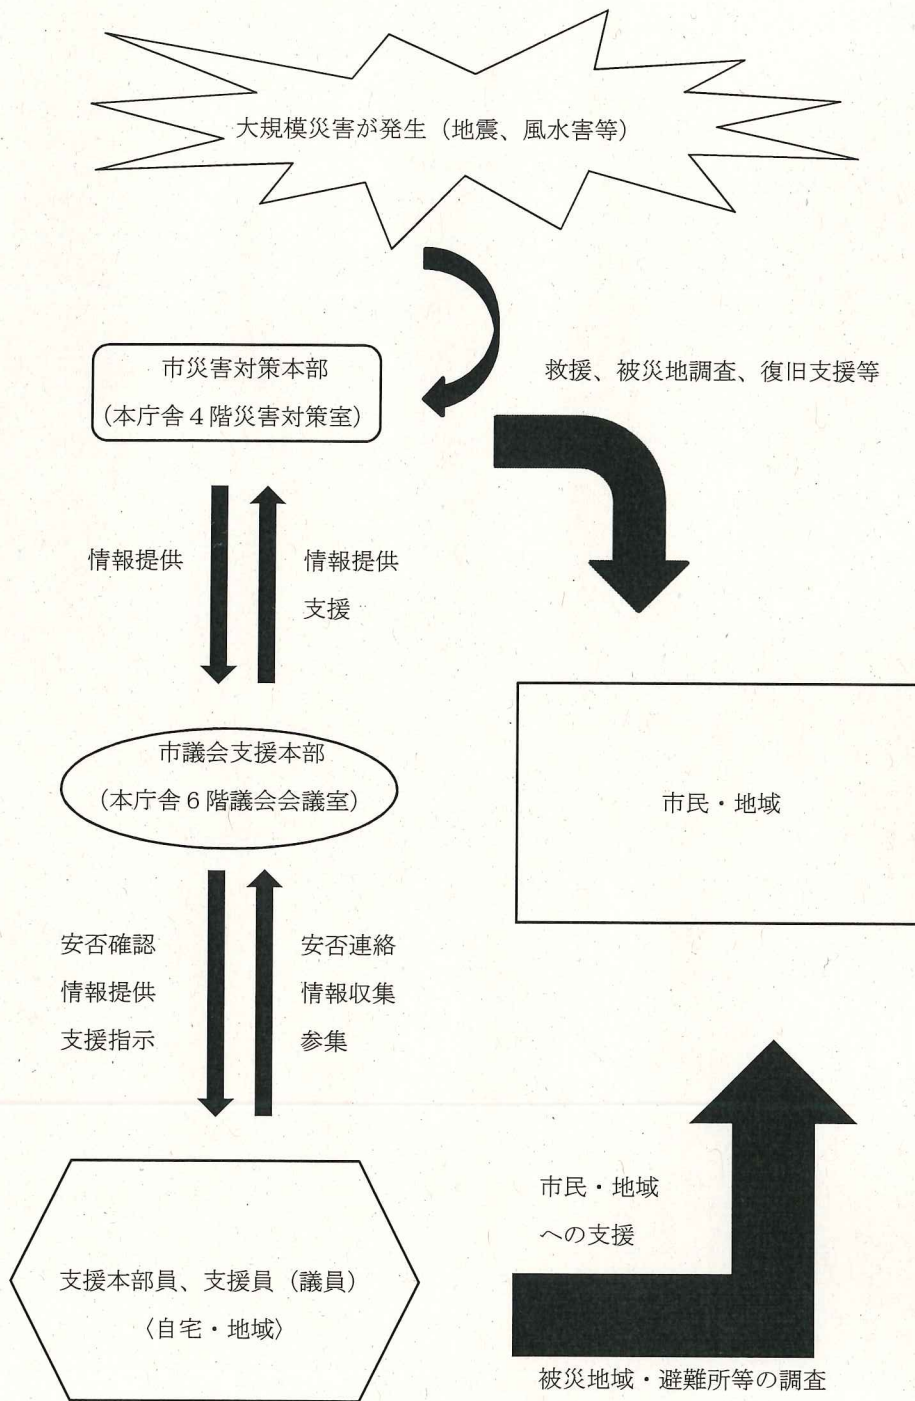 大規模災害が発生（地震、風水害等）
市災害対策本部
（本庁舎４階災害対策室）
救援、被災地調査、復旧支援等
情報提供
情報提供
支援
市議会支援本部
（本庁舎６階議会会議室）
市民・地域
安否確認
情報提供
支援指示
安否連絡
情報収集
参集
支援本部員、支援員（議員）
〈自宅・地域〉
市民・地域
への支援
被災地域・避難所等の調査